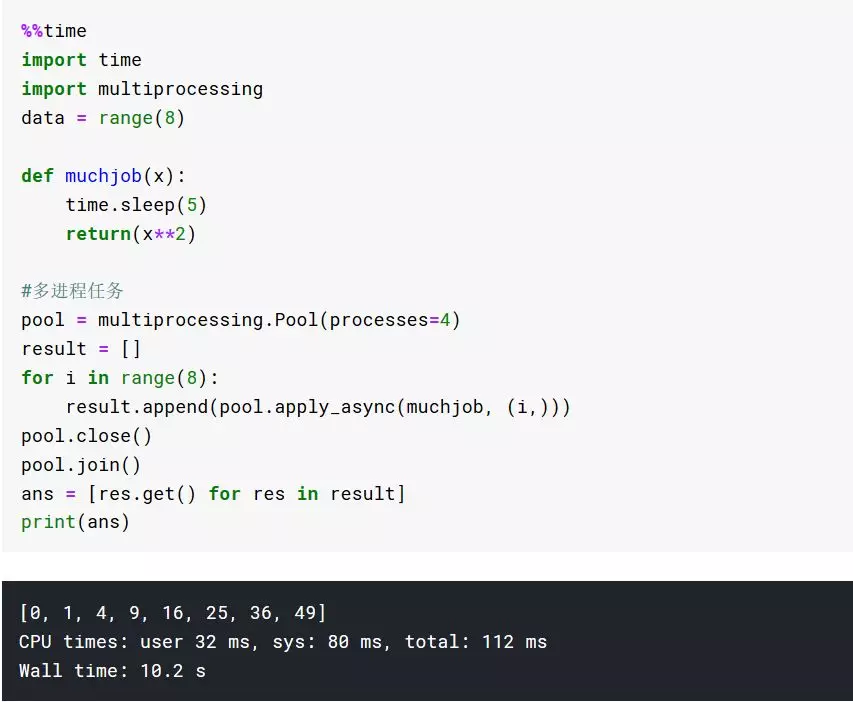 %%time
import time
import multiprocessing
data = range(8)
def muchjob(x):
    time.sleep(5)
    return(x**2)
#多进程任务
pool = multiprocessing.Pool(processes=4)
result = []
for i in range(8):
    result.append(pool.apply_async(muchjob, (i,)))
pool.close()
pool.join()
ans = [res.get() for res in result]
print(ans)
[0, 1, 4, 9, 16, 25, 36, 49]
CPU times: user 32 ms, sys: 80 ms, total: 112 ms
Wall time: 10.2 s